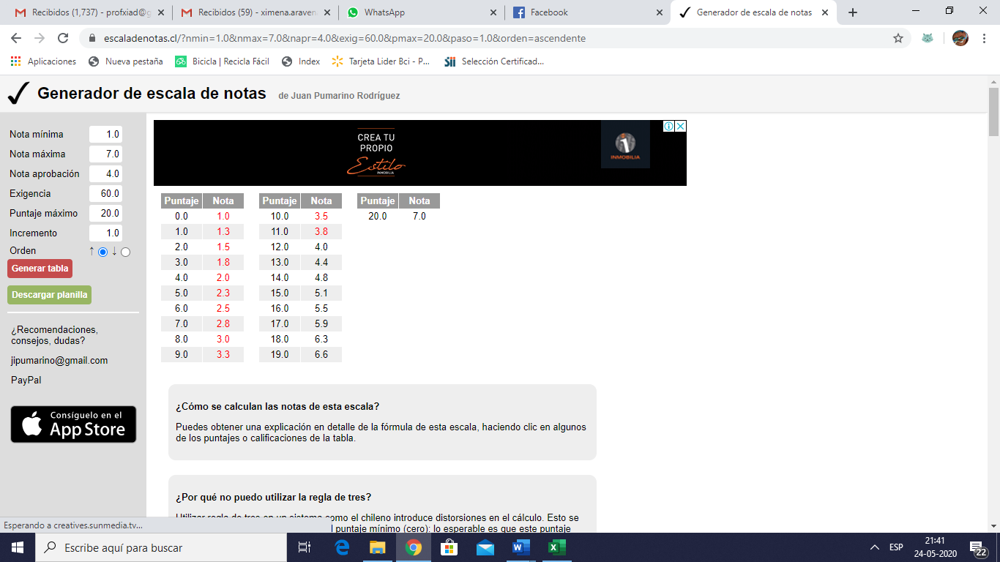 Recibidos (1,737) - profxiad@g
Recibidos (59) - ximena.araven
WhatsApp
Facebook
Generador de escala de notas
escaladenotas.cl/?nmin=1.0&nmax=7.0&napr=4.0&exig=60.0&pmax=20.0&paso=1.0&orden=ascendente
Aplicaciones
Nueva pestaña
Bicicla | Recicla Fácil
Index
Tarjeta Lider Bci - P...
Selección Certificad...
Generador de escala de notas
de Juan Pumarino Rodríguez
Nota mínima 1.0
Nota máxima 7.0
Nota aprobación 4.0
Exigencia 60.0
Puntaje máximo 20.0
Incremento 1.0
Orden ↑ ↓
Generar tabla
Descargar planilla
¿Recomendaciones,
consejos, dudas?
jipumarino@gmail.com
PayPal
Consíguelo en el
App Store
CREA TU
PROPIO
Estilo
INMOBILIA
1
INMOBILIA
Puntaje Nota
0.0 1.0
1.0 1.3
2.0 1.5
3.0 1.8
4.0 2.0
5.0 2.3
6.0 2.5
7.0 2.8
8.0 3.0
9.0 3.3
Puntaje Nota
10.0 3.5
11.0 3.8
12.0 4.0
13.0 4.4
14.0 4.8
15.0 5.1
16.0 5.5
17.0 5.9
18.0 6.3
19.0 6.6
Puntaje Nota
20.0 7.0
¿Cómo se calculan las notas de esta escala?
Puedes obtener una explicación en detalle de la fórmula de esta escala, haciendo clic en algunos
de los puntajes o calificaciones de la tabla.
¿Por qué no puedo utilizar la regla de tres?
Utilizar regla de tres en un sistema como el chileno introduce distorsiones en el cálculo. Esto se
l puntaje mínimo (cero): lo esperable es que este puntaje
Esperando a creatives.sunmedia.tv...
Escribe aquí para buscar
ESP
21:41
24-05-2020
22